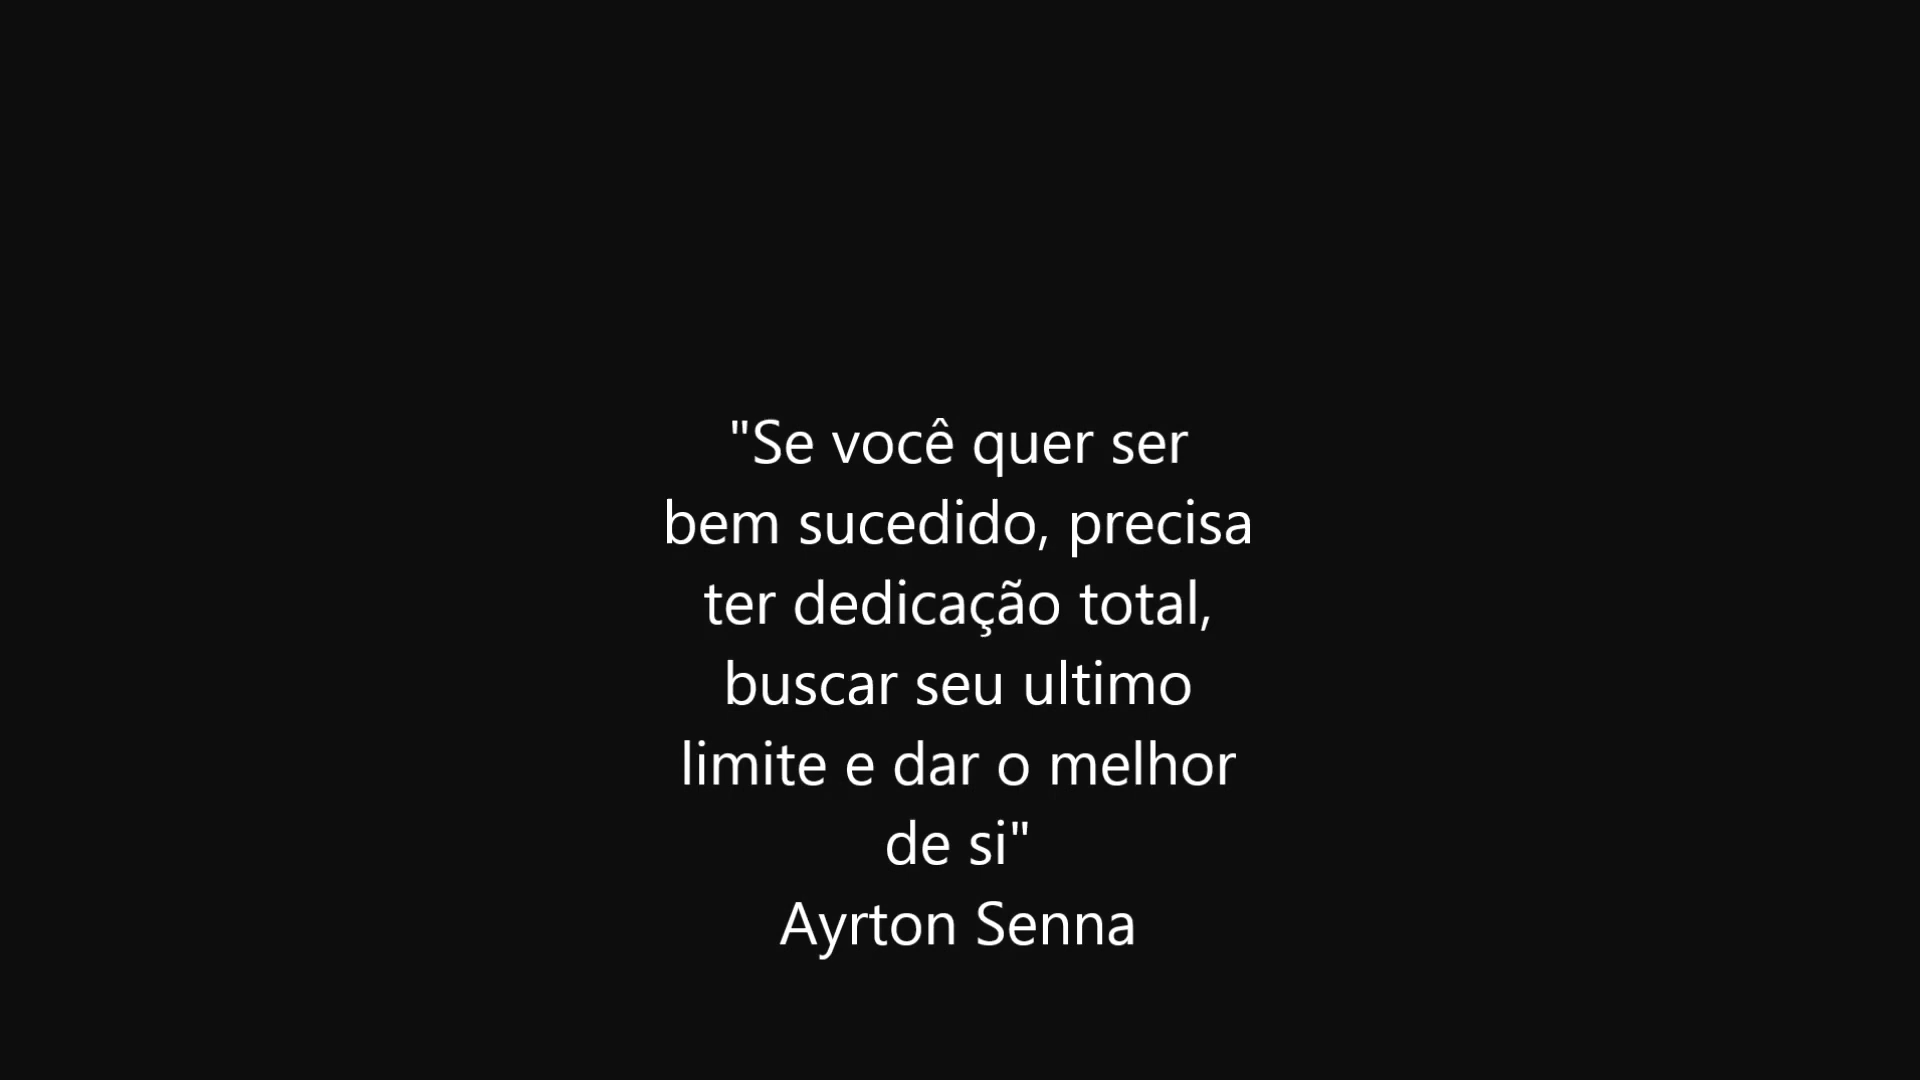 "Se você quer ser
bem sucedido, precisa
ter dedicação total,
buscar seu ultimo
limite e dar o melhor
de si"
Ayrton Senna